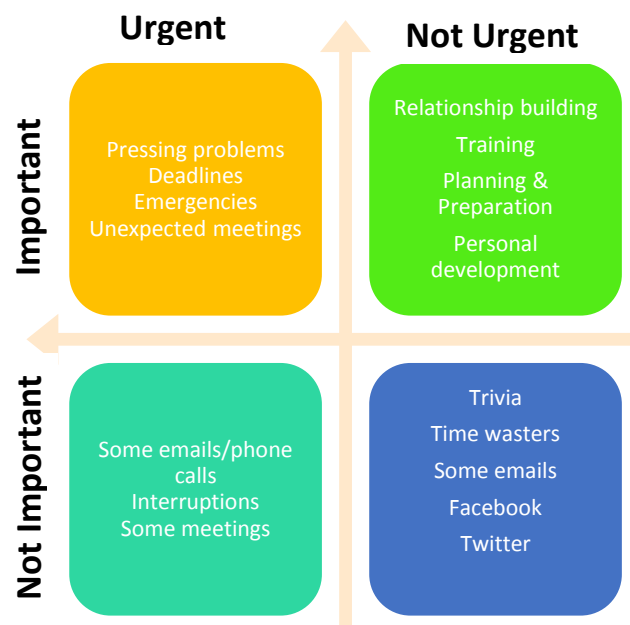 Urgent
Not Urgent
Important
Pressing problems
Deadlines
Emergencies
Unexpected meetings
Relationship building
Training
Planning &
Preparation
Personal
development
Not Important
Some emails/phone
calls
Interruptions
Some meetings
Trivia
Time wasters
Some emails
Facebook
Twitter